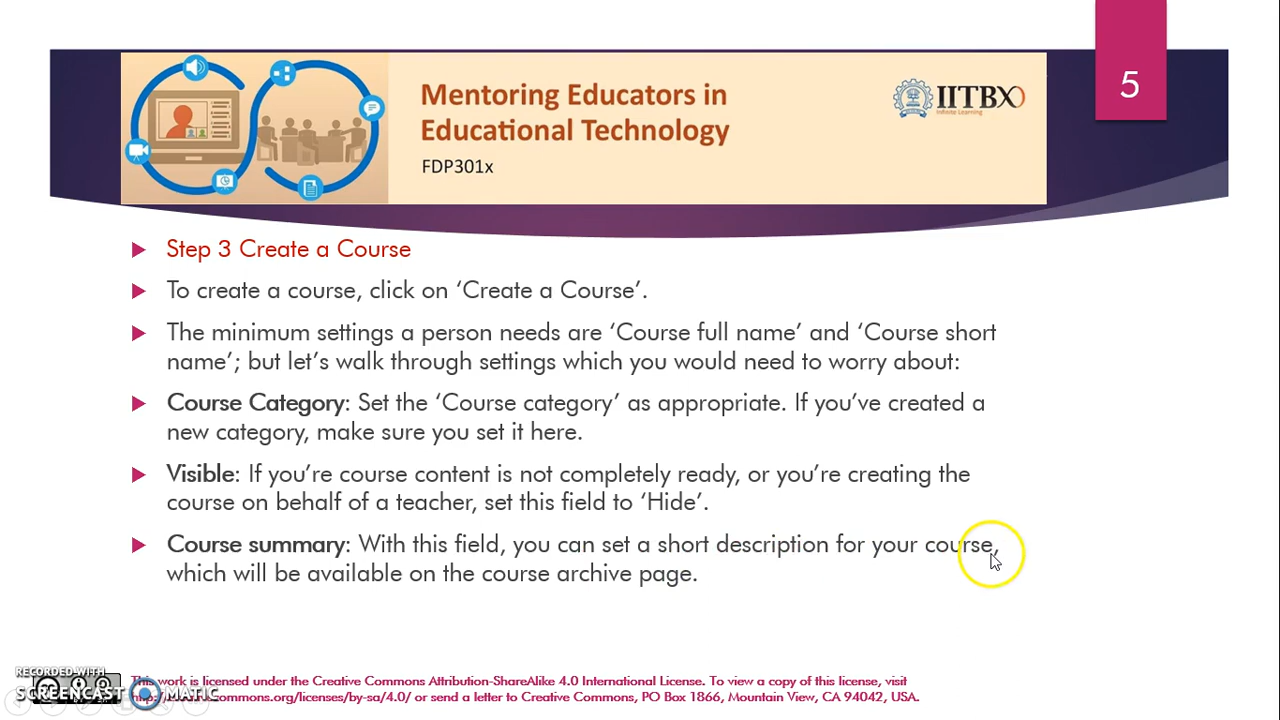 5
Mentoring Educators in
Educational Technology
FDP301x
IITBX
Infinite Learning
Step 3 Create a Course
To create a course, click on ‘Create a Course’.
The minimum settings a person needs are ‘Course full name’ and ‘Course short
name’; but let’s walk through settings which you would need to worry about:
Course Category: Set the ‘Course category’ as appropriate. If you’ve created a
new category, make sure you set it here.
Visible: If you’re course content is not completely ready, or you’re creating the
course on behalf of a teacher, set this field to ‘Hide’.
Course summary: With this field, you can set a short description for your course,
which will be available on the course archive page.
This work is licensed under the Creative Commons Attribution-ShareAlike 4.0 International License. To view a copy of this license, visit
commons.org/licenses/by-sa/4.0/ or send a letter to Creative Commons, PO Box 1866, Mountain View, CA 94042, USA.
RECORDED WITH
SCREENCAST MATIC